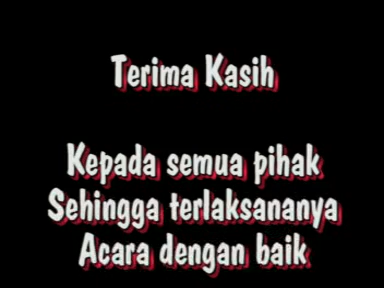 Terima Kasih
Kepada semua pihak
Sehingga terlaksananya
Acara dengan baik